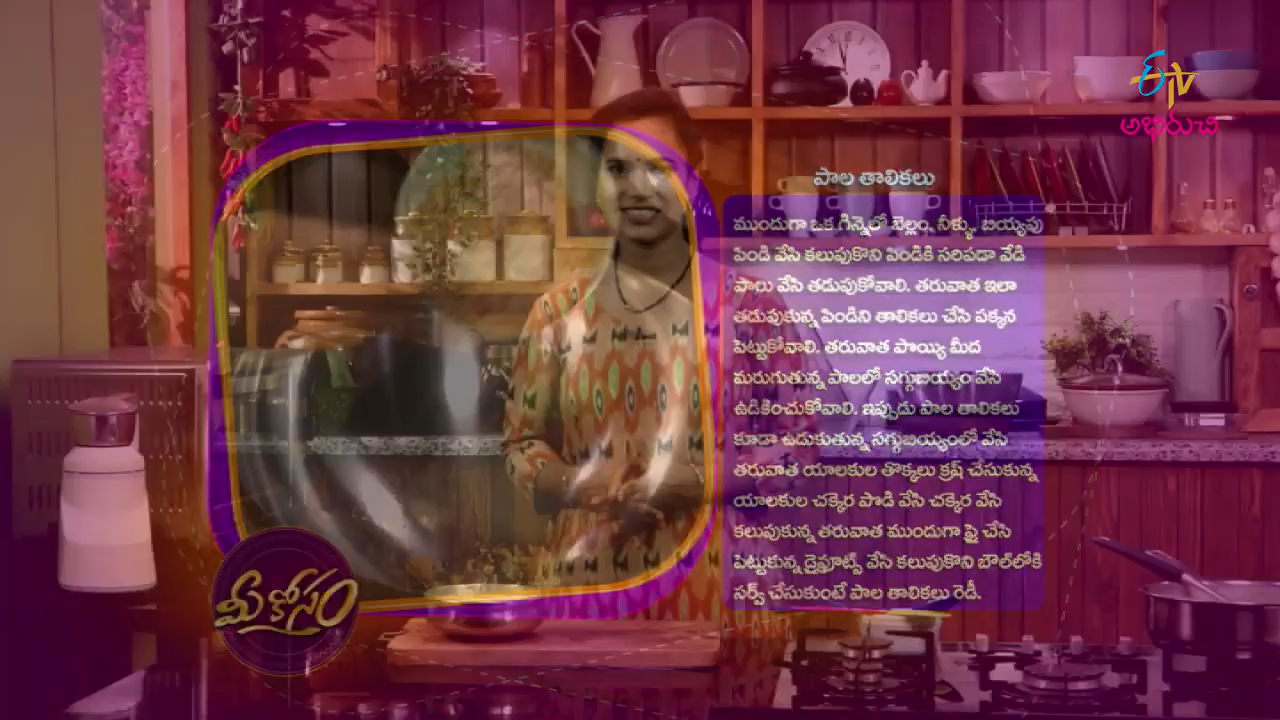 ETV
అభిరుచి
పాల తాలికలు
ముందుగా ఒక గిన్నెలో బెల్లం, నీళ్ళు, బియ్యపు
పిండి వేసి కలుపుకొని పిండికి సరిపడా వేడి
పాలు వేసి తడుపుకోవాలి. తరువాత ఇలా
తడుపుకున్న పిండిని తాలికలు చేసి పక్కన
పెట్టుకోవాలి. తరువాత పొయ్యి మీద
మరుగుతున్న పాలలో సగ్గుబియ్యం వేసి
ఉడికించుకోవాలి. ఇప్పుడు పాల తాలికలు
కూడా ఉడుకుతున్న సగ్గుబియ్యంలో వేసి
తరువాత యాలకుల తొక్కలు క్రష్ చేసుకున్న
యాలకుల చక్కెర పొడి వేసి చక్కెర వేసి
కలుపుకున్న తరువాత ముందుగా ఫ్రై చేసి
పెట్టుకున్న డ్రైఫ్రూట్స్ వేసి కలుపుకొని బౌల్‌లోకి
సర్వ్ చేసుకుంటే పాల తాలికలు రెడీ.
మీ కోసం